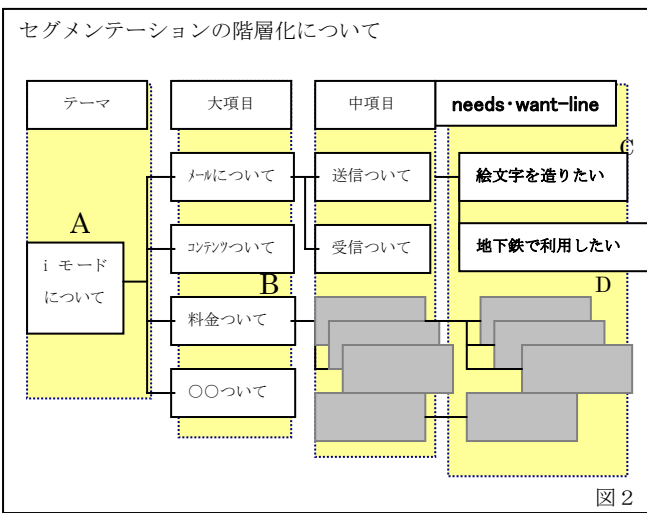 セグメンテーションの階層化について
テーマ
大項目
中項目
needs・want-line
C
メールについて
送信ついて
絵文字を造りたい
A
i モード
について
コンテンツついて
受信ついて
地下鉄で利用したい
B
D
料金ついて
○○ついて
図2